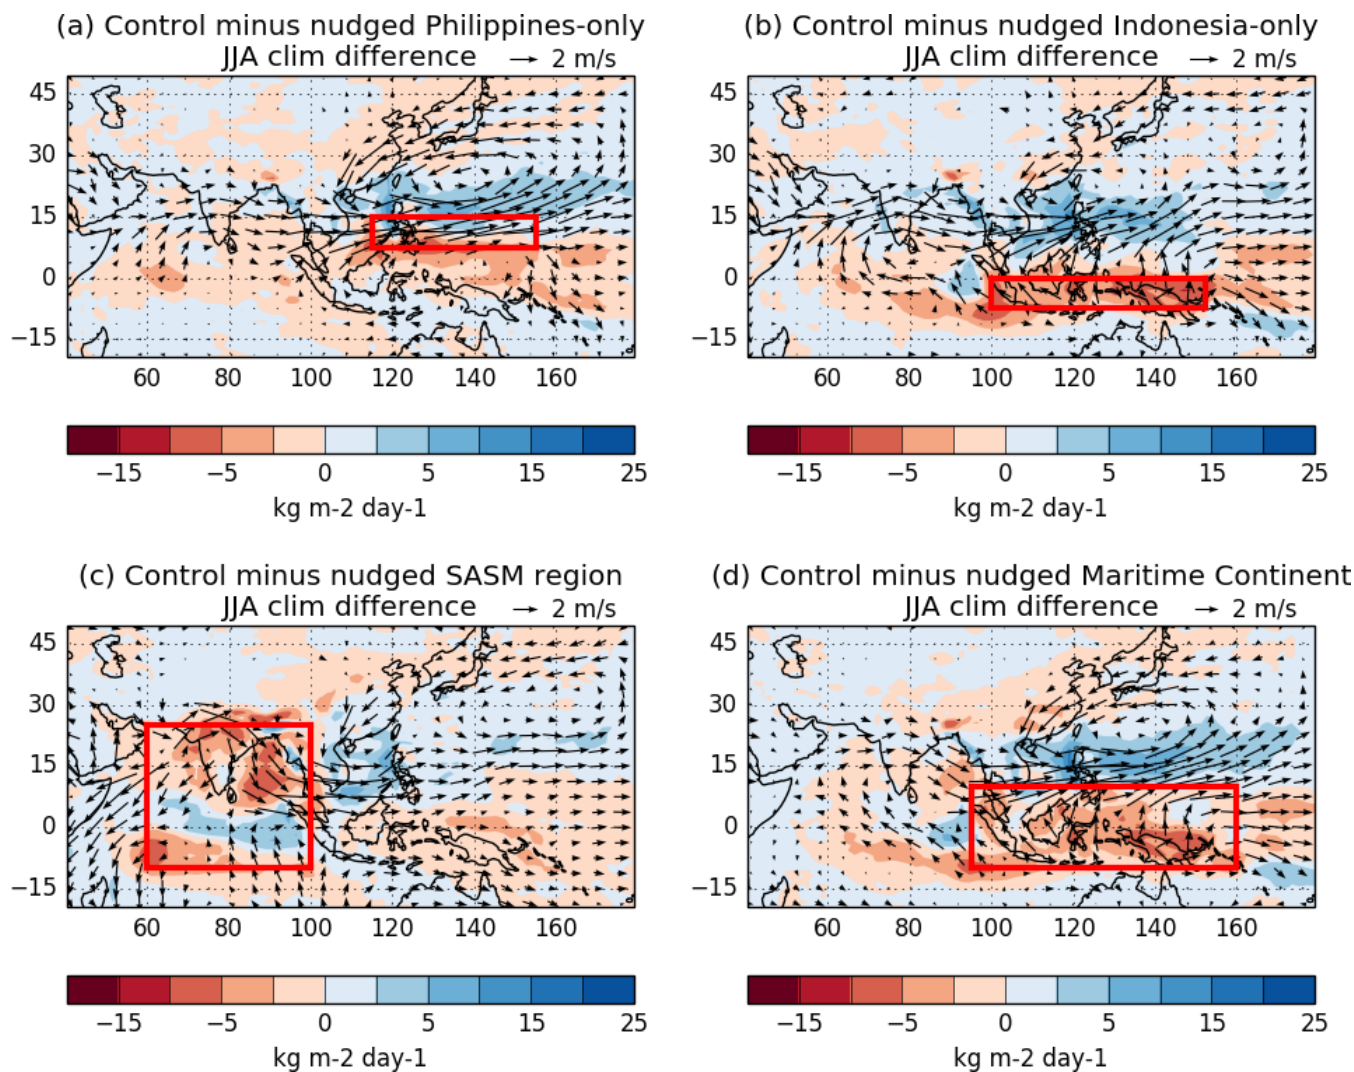 (a) Control minus nudged Philippines-only
JJA clim difference 2 m/s
45
30
15
0
−15
60 80 100 120 140 160
−15 −5 0 5 15 25
kg m-2 day-1
(b) Control minus nudged Indonesia-only
JJA clim difference 2 m/s
45
30
15
0
−15
60 80 100 120 140 160
−15 −5 0 5 15 25
kg m-2 day-1
(c) Control minus nudged SASM region
JJA clim difference 2 m/s
45
30
15
0
−15
60 80 100 120 140 160
−15 −5 0 5 15 25
kg m-2 day-1
(d) Control minus nudged Maritime Continent
JJA clim difference 2 m/s
45
30
15
0
−15
60 80 100 120 140 160
−15 −5 0 5 15 25
kg m-2 day-1